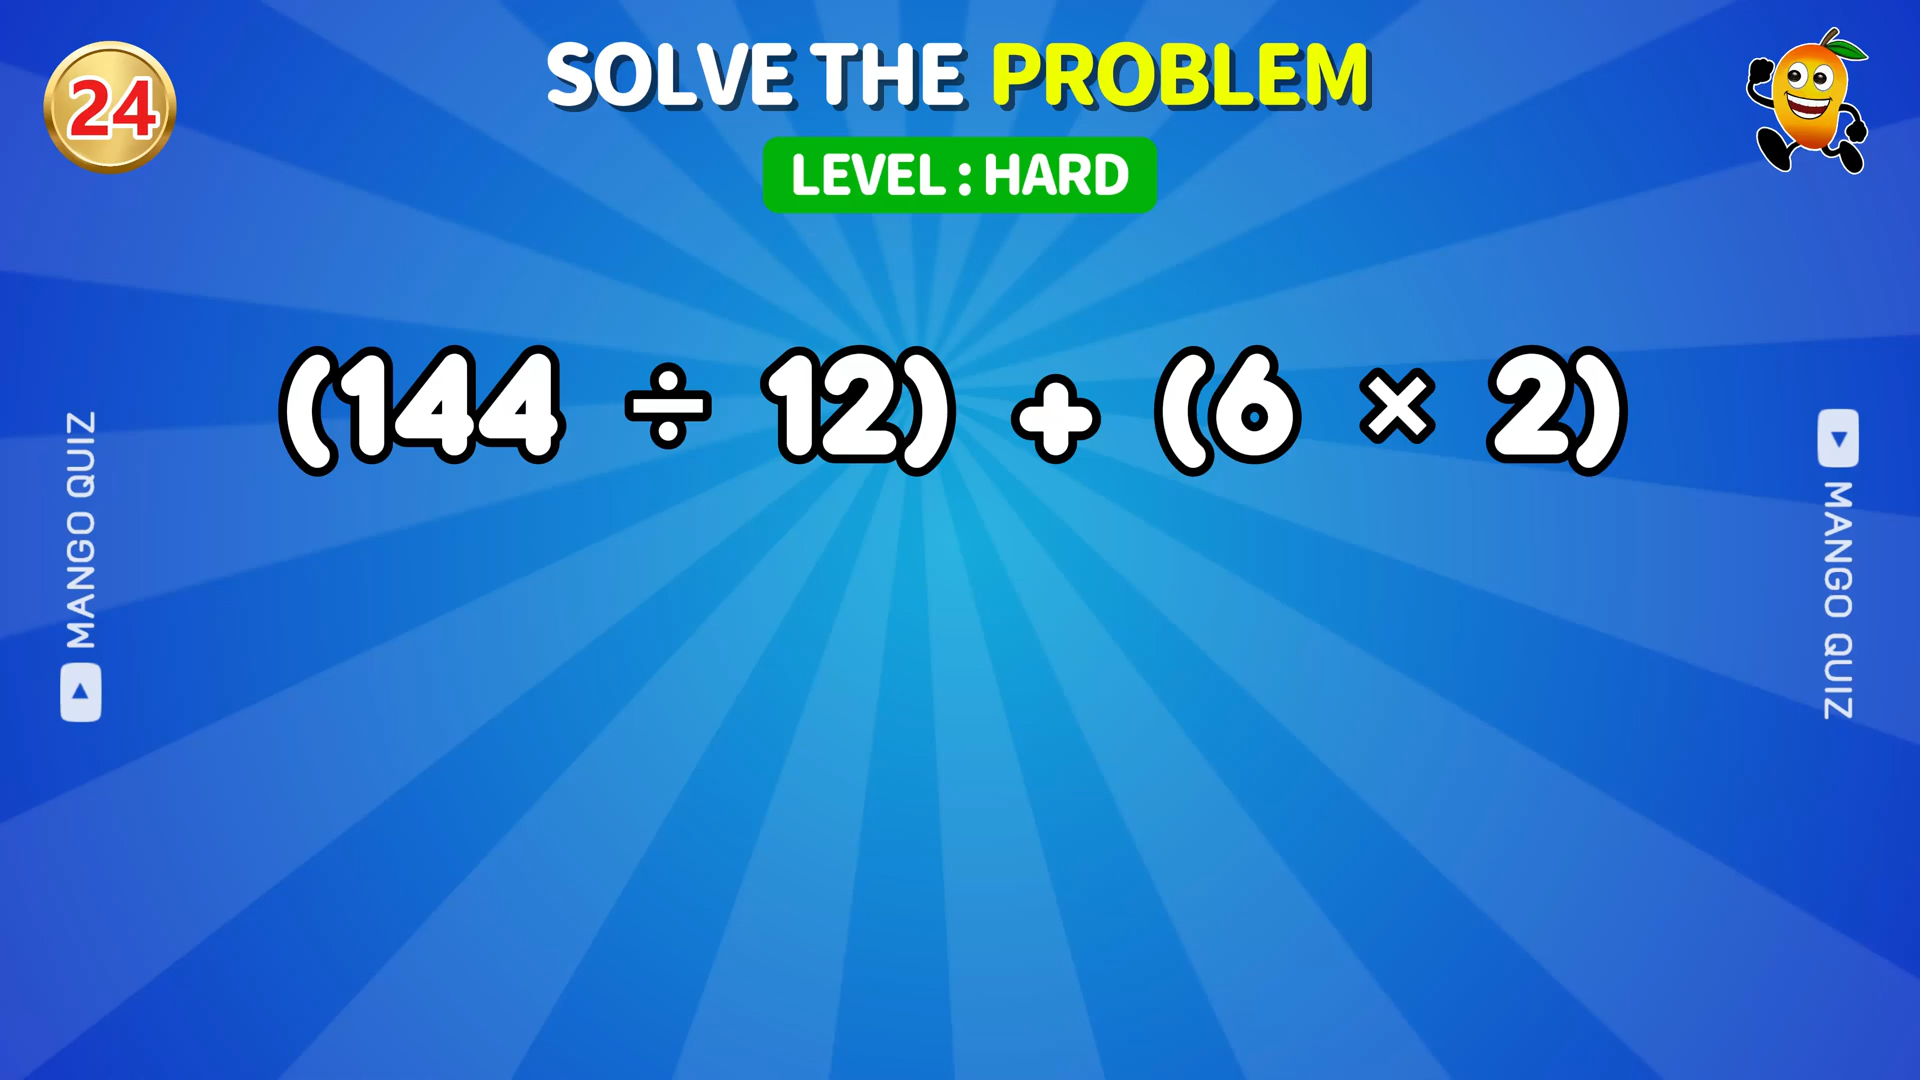 24
SOLVE THE PROBLEM
LEVEL : HARD
(144 ÷ 12) + (6 × 2)
MANGO QUIZ
MANGO QUIZ